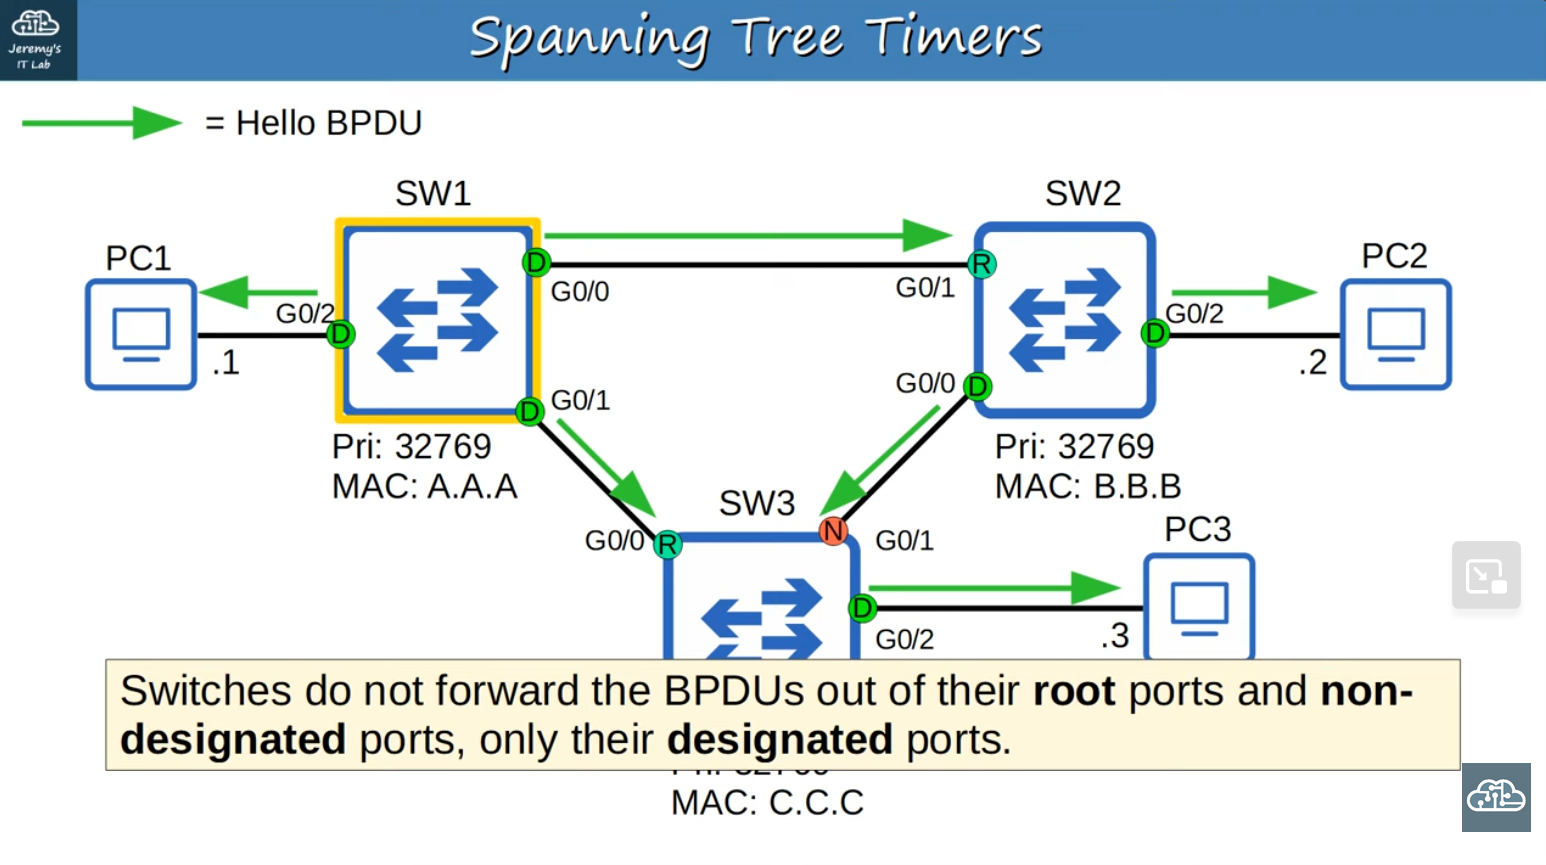 Jeremy's
IT Lab
Spanning Tree Timers
= Hello BPDU
SW1
SW2
PC1
PC2
D
G0/0
G0/1
R
G0/2
D
G0/2
D
.1
.2
G0/0
D
D
G0/1
Pri: 32769
MAC: A.A.A
Pri: 32769
MAC: B.B.B
SW3
PC3
G0/0
R
N
G0/1
D
G0/2
.3
Switches do not forward the BPDUs out of their root ports and non-
designated ports, only their designated ports.
MAC: C.C.C